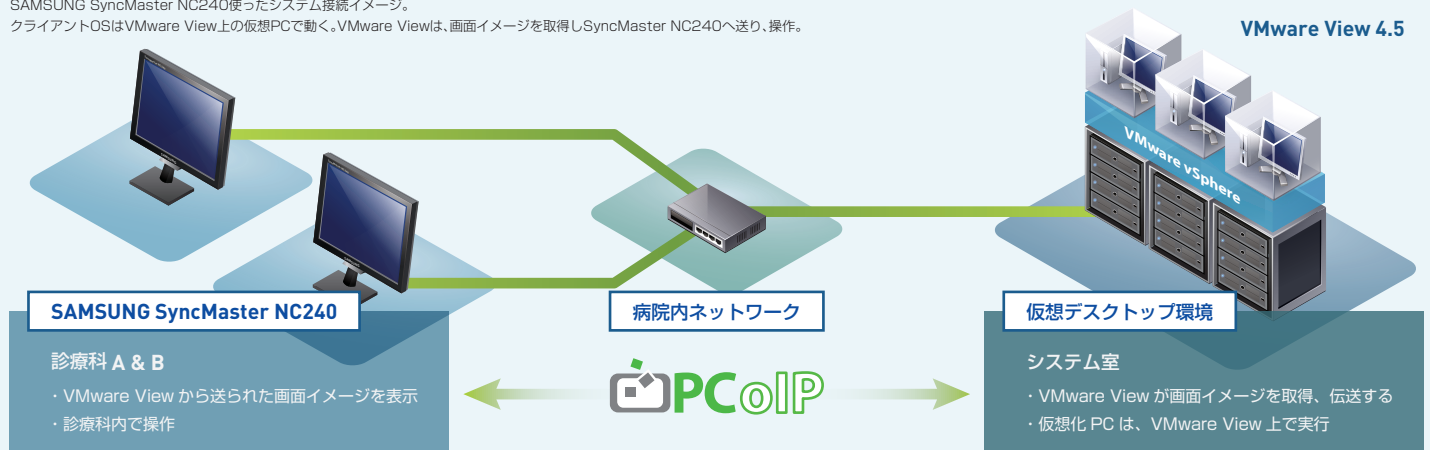 SAMSUNG SyncMaster NC240使ったシステム接続イメージ。
クライアントOSはVMware View上の仮想PCで動く。VMware Viewは、画面イメージを取得しSyncMaster NC240へ送り、操作。
VMware View 4.5
VMware vSphere
SAMSUNG SyncMaster NC240
病院内ネットワーク
仮想デスクトップ環境
診療科 A & B
・VMware View から送られた画面イメージを表示
・診療科内で操作
PCoIP
システム室
・VMware View が画面イメージを取得、伝送する
・仮想化 PC は、VMware View 上で実行